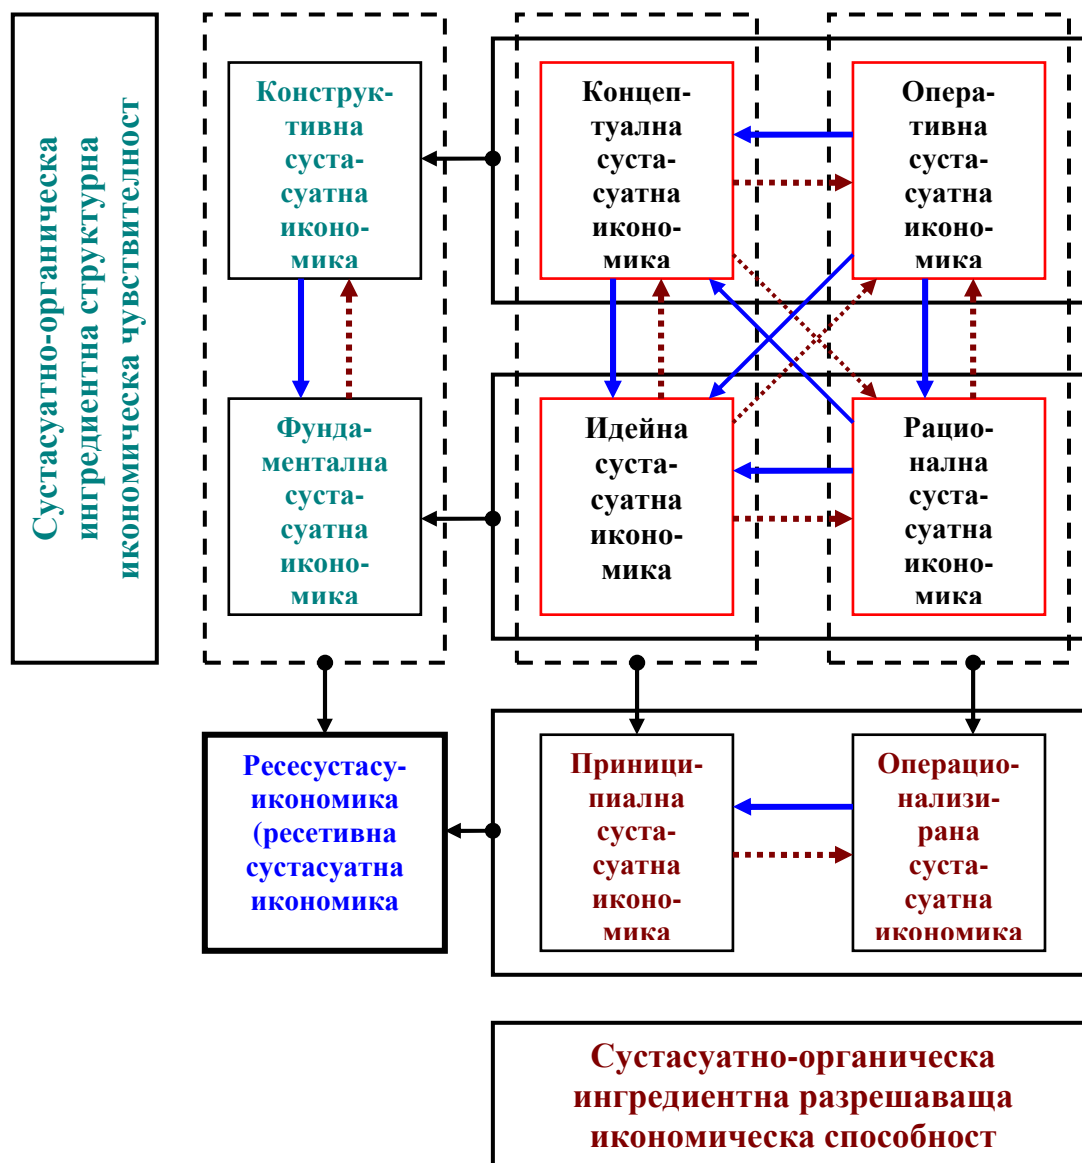 Сустасуатно-органическа
ингредиентна структурна
икономическа чувствителност
Конструк-
тивна
суста-
суатна
иконо-
мика
Концеп-
туална
суста-
суатна
иконо-
мика
Опера-
тивна
суста-
суатна
иконо-
мика
Фунда-
ментална
суста-
суатна
иконо-
мика
Идейна
суста-
суатна
иконо-
мика
Рацио-
нална
суста-
суатна
иконо-
мика
Ресесустасу-
икономика
(ресетивна
сустасуатна
икономика
Приници-
пиална
суста-
суатна
иконо-
мика
Операцио-
нализи-
рана
суста-
суатна
икономика
Сустасуатно-органическа
ингредиентна разрешаваща
икономическа способност